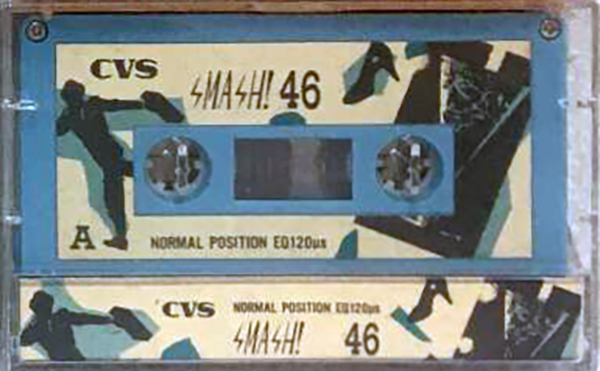 CVS
SMASH! 46
A
NORMAL POSITION EQ120µs
CVS NORMAL POSITION EQ120µs
SMASH! 46